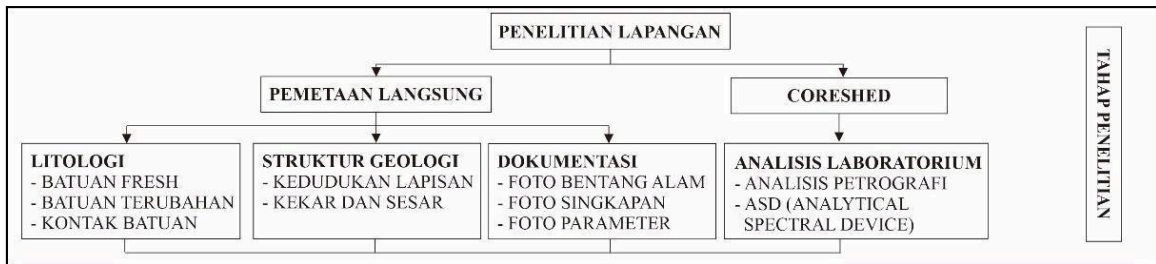 PENELITIAN LAPANGAN
PEMETAAN LANGSUNG
CORESHED
LITOLOGI
- BATUAN FRESH
- BATUAN TERUBAHAN
- KONTAK BATUAN
STRUKTUR GEOLOGI
- KEDUDUKAN LAPISAN
- KEKAR DAN SESAR
DOKUMENTASI
- FOTO BENTANG ALAM
- FOTO SINGKAPAN
- FOTO PARAMETER
ANALISIS LABORATORIUM
- ANALISIS PETROGRAFI
- ASD (ANALYTICAL
SPECTRAL DEVICE)
TAHAP PENELITIAN